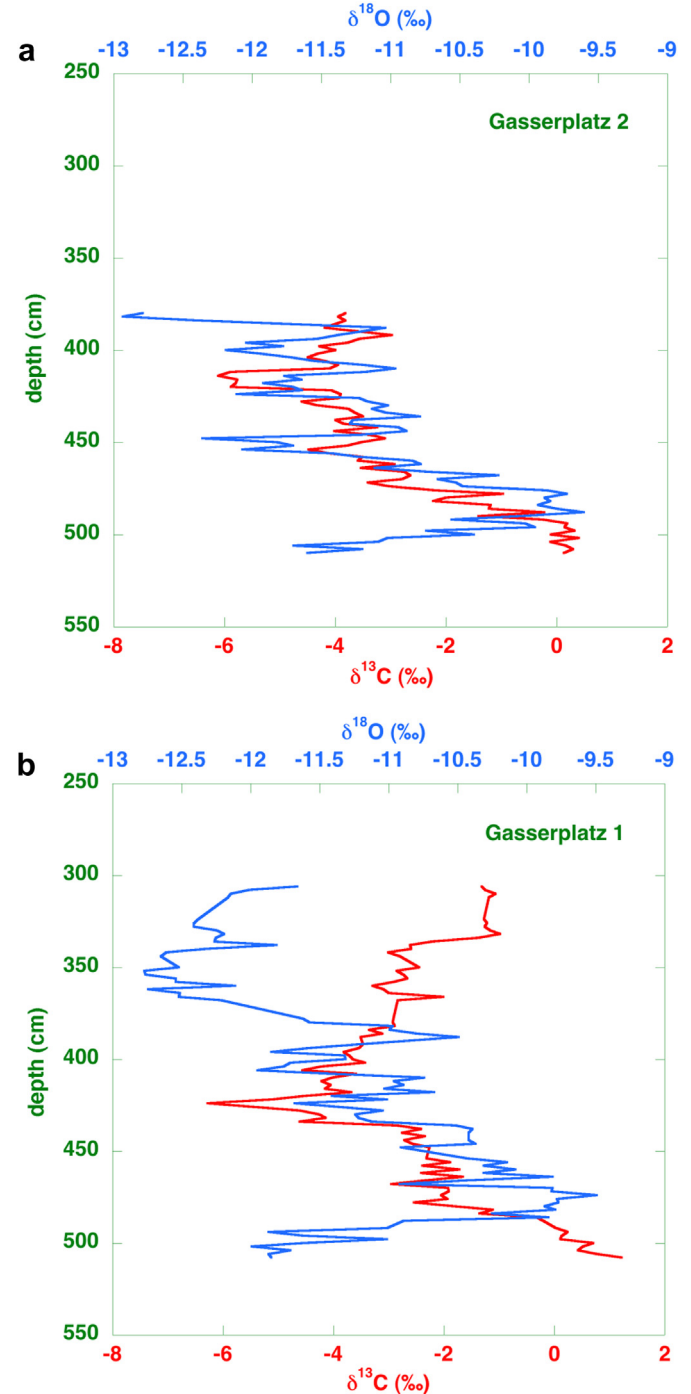 δ18O (‰)
a
-13 -12.5 -12 -11.5 -11 -10.5 -10 -9.5 -9
250
Gasserplatz 2
300
350
depth (cm)
400
450
500
550
-8 -6 -4 -2 0 2
δ13C (‰)
δ18O (‰)
b
-13 -12.5 -12 -11.5 -11 -10.5 -10 -9.5 -9
250
Gasserplatz 1
300
350
depth (cm)
400
450
500
550
-8 -6 -4 -2 0 2
δ13C (‰)